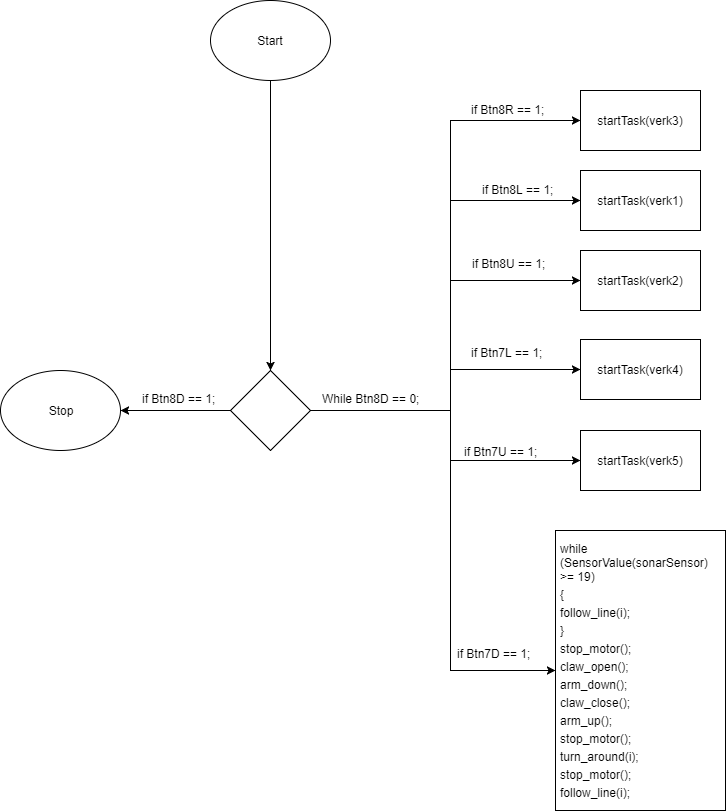 Start
if Btn8R == 1;
startTask(verk3)
if Btn8L == 1;
startTask(verk1)
if Btn8U == 1;
startTask(verk2)
if Btn7L == 1;
startTask(verk4)
Stop
if Btn8D == 1;
While Btn8D == 0;
if Btn7U == 1;
startTask(verk5)
if Btn7D == 1;
while
(SensorValue(sonarSensor)
>= 19)
{
follow_line(i);
}
stop_motor();
claw_open();
arm_down();
claw_close();
arm_up();
stop_motor();
turn_around(i);
stop_motor();
follow_line(i);